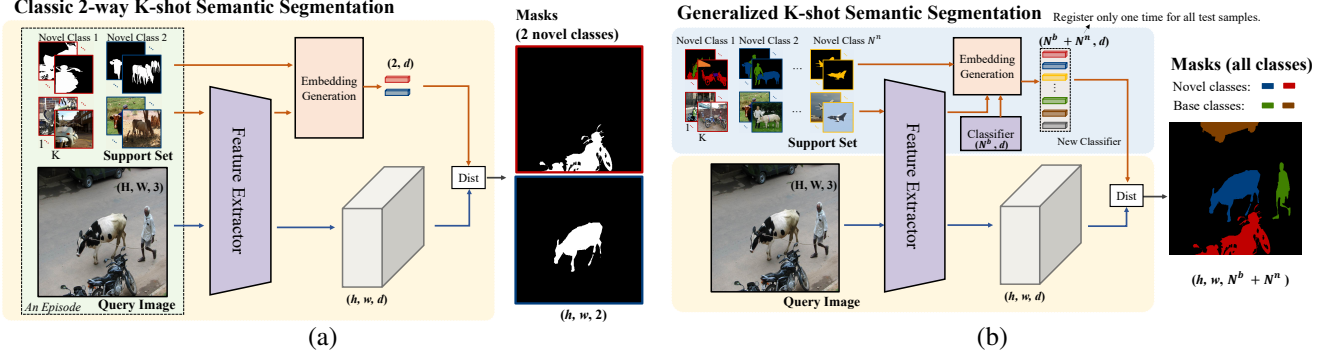 Classic 2-way K-shot Semantic Segmentation
Novel Class 1
Novel Class 2
1
K
Support Set
(H, W, 3)
An Episode
Query Image
Feature Extractor
Embedding
Generation
(2, d)
(h, w, d)
Dist
Masks
(2 novel classes)
(h, w, 2)
(a)
Generalized K-shot Semantic Segmentation
Register only one time for all test samples.
Novel Class 1
Novel Class 2
...
Novel Class N^n
1
K
...
Support Set
Query Image
Feature Extractor
Embedding
Generation
Classifier
(N^b, d)
(N^b + N^n, d)
New Classifier
(h, w, d)
Dist
Masks (all classes)
Novel classes:
Base classes:
(h, w, N^b + N^n)
(b)